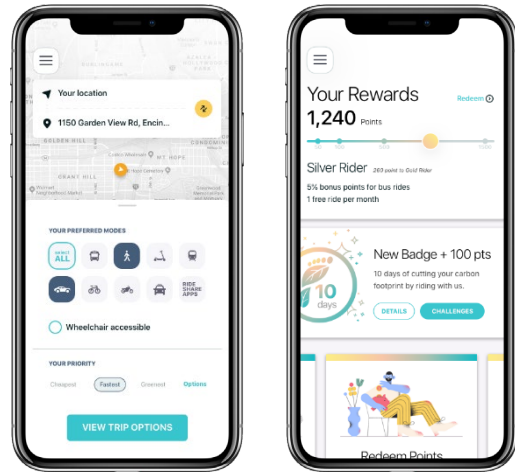 Your location
1150 Garden View Rd, Encin...
GOLDEN HILL
MT HOPE
GRANT HILL
YOUR PREFERRED MODES
SELECT
ALL
RIDE
SHARE
APPS
Wheelchair accessible
YOUR PRIORITY
Cheapest
Fastest
Greenest
Options
VIEW TRIP OPTIONS
Your Rewards
Redeem
1,240 Points
Silver Rider 260 point to Gold Rider
5% bonus points for bus rides
1 free ride per month
10
days
New Badge + 100 pts
10 days of cutting your carbon
footprint by riding with us.
DETAILS
CHALLENGES
Redeem Points